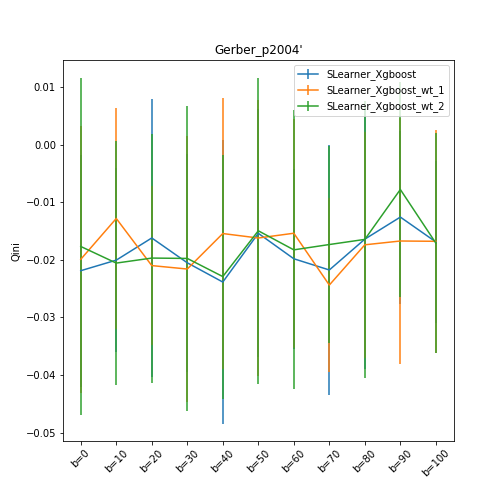 Gerber_p2004'
SLearner_Xgboost
SLearner_Xgboost_wt_1
SLearner_Xgboost_wt_2
Qini
0.01
0.00
−0.01
−0.02
−0.03
−0.04
−0.05
b=0
b=10
b=20
b=30
b=40
b=50
b=60
b=70
b=80
b=90
b=100